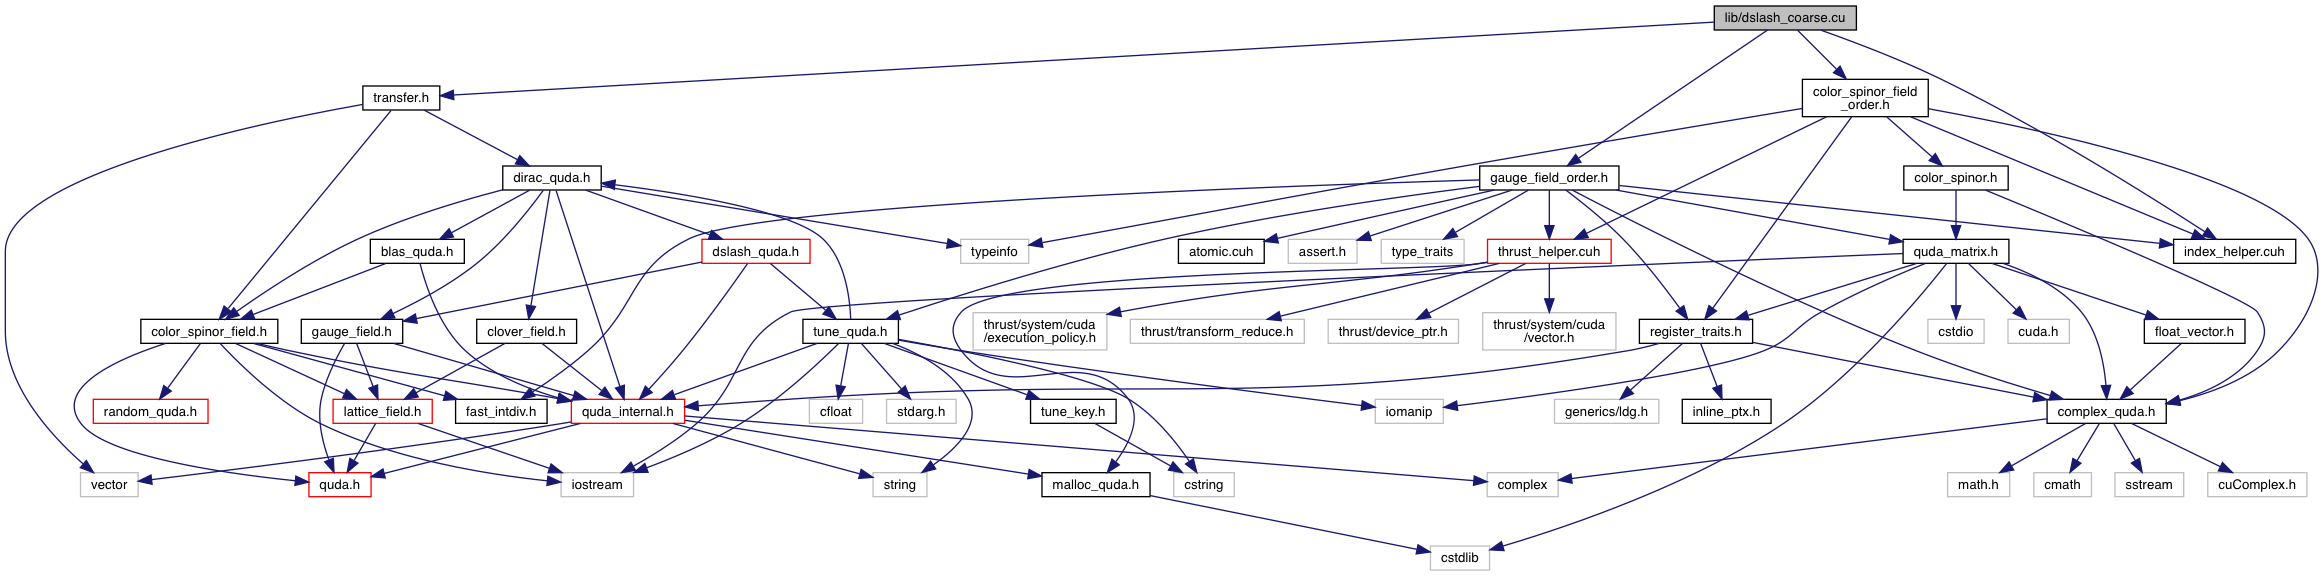 lib/dslash_coarse.cu
transfer.h
color_spinor_field
_order.h
dirac_quda.h
gauge_field_order.h
color_spinor.h
blas_quda.h
dslash_quda.h
typeinfo
atomic.cuh
assert.h
type_traits
thrust_helper.cuh
quda_matrix.h
index_helper.cuh
color_spinor_field.h
gauge_field.h
clover_field.h
tune_quda.h
thrust/system/cuda
/execution_policy.h
thrust/transform_reduce.h
thrust/device_ptr.h
thrust/system/cuda
/vector.h
register_traits.h
cstdio
cuda.h
float_vector.h
random_quda.h
lattice_field.h
fast_intdiv.h
quda_internal.h
cfloat
stdarg.h
tune_key.h
iomanip
generics/ldg.h
inline_ptx.h
complex_quda.h
vector
quda.h
iostream
string
malloc_quda.h
cstring
complex
math.h
cmath
sstream
cuComplex.h
cstdlib